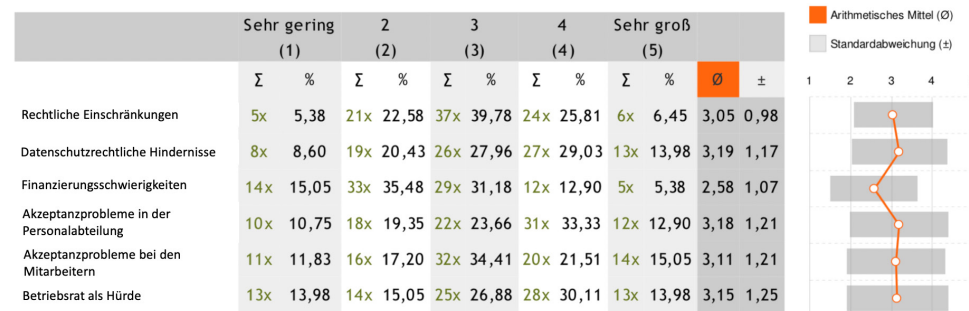 Sehr gering 2 3 4 Sehr groß
(1) (2) (3) (4) (5)
Σ % Σ % Σ % Σ % Σ % Ø ±
Rechtliche Einschränkungen 5x 5,38 21x 22,58 37x 39,78 24x 25,81 6x 6,45 3,05 0,98
Datenschutzrechtliche Hindernisse 8x 8,60 19x 20,43 26x 27,96 27x 29,03 13x 13,98 3,19 1,17
Finanzierungsschwierigkeiten 14x 15,05 33x 35,48 29x 31,18 12x 12,90 5x 5,38 2,58 1,07
Akzeptanzprobleme in der
Personalabteilung 10x 10,75 18x 19,35 22x 23,66 31x 33,33 12x 12,90 3,18 1,21
Akzeptanzprobleme bei den
Mitarbeitern 11x 11,83 16x 17,20 32x 34,41 20x 21,51 14x 15,05 3,11 1,21
Betriebsrat als Hürde 13x 13,98 14x 15,05 25x 26,88 28x 30,11 13x 13,98 3,15 1,25
Arithmetisches Mittel (Ø)
Standardabweichung (±)
1 2 3 4